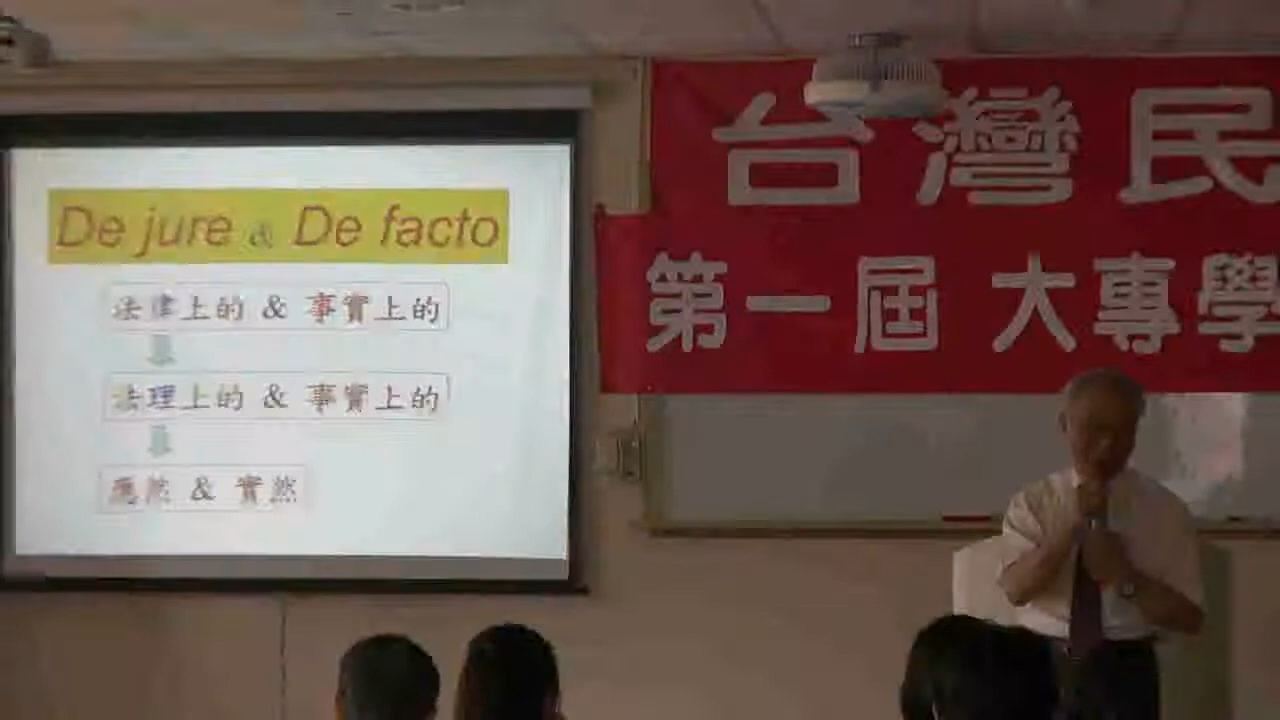 De jure & De facto
法律上的 & 事實上的
法理上的 & 事實上的
應然 & 實然
台灣民
第一屆 大專學